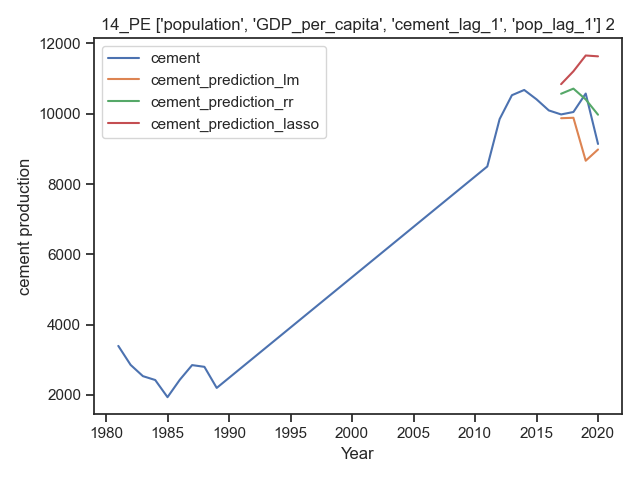 14_PE ['population', 'GDP_per_capita', 'cement_lag_1', 'pop_lag_1'] 2
12000
10000
8000
6000
4000
2000
cement production
cement
cement_prediction_lm
cement_prediction_rr
cement_prediction_lasso
1980 1985 1990 1995 2000 2005 2010 2015 2020
Year